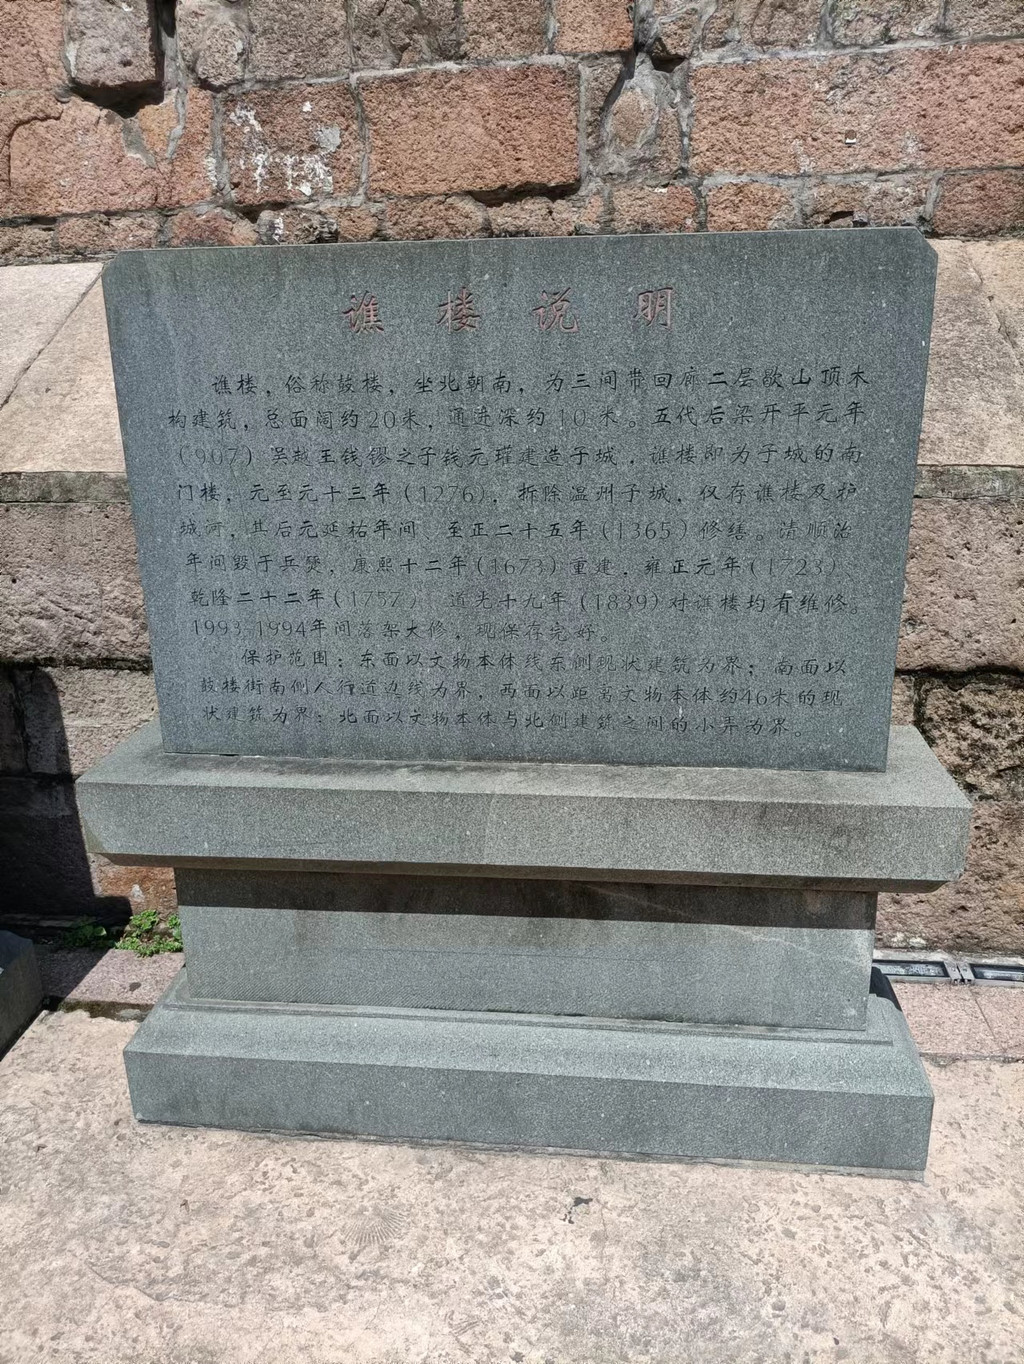 谯楼说明
谯楼，俗称鼓楼，坐北朝南，为三间带回廊二层歇山顶木
构建筑，总面阔约20米，通进深约10米。五代后梁开平元年
（907）吴越王钱镠之子钱元瓘建造子城，谯楼即为子城的南
门楼，元至元十三年（1276），拆除温州子城，仅存谯楼及护
城河，其后元延祐年间、至正二十五年（1365）修缮。清顺治
年间毁于兵燹，康熙十二年（1673）重建，雍正元年（1723）
乾隆二十二年（1757） 道光十九年（1839）对谯楼均有维修。
1993-1994年间落架大修，现保存完好。
保护范围：东面以文物本体线东侧现状建筑为界；南面以
鼓楼街南侧人行道边线为界，西面以距离文物本体约46米的现
状建筑为界；北面以文物本体与北侧建筑之间的小弄为界。